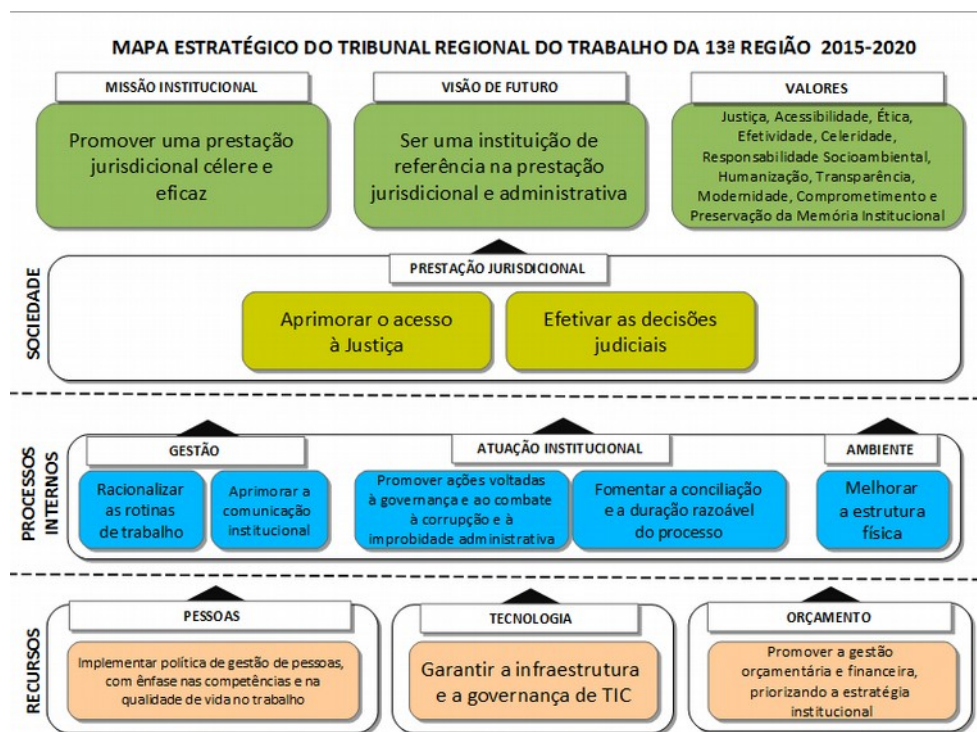 MAPA ESTRATÉGICO DO TRIBUNAL REGIONAL DO TRABALHO DA 13ª REGIÃO 2015-2020
MISSÃO INSTITUCIONAL
Promover uma prestação
jurisdicional célere e
eficaz
VISÃO DE FUTURO
Ser uma instituição de
referência na prestação
jurisdicional e administrativa
VALORES
Justiça, Acessibilidade, Ética,
Efetividade, Celeridade,
Responsabilidade Socioambiental,
Humanização, Transparência,
Modernidade, Comprometimento e
Preservação da Memória Institucional
SOCIEDADE
PRESTAÇÃO JURISDICIONAL
Aprimorar o acesso
à Justiça
Efetivar as decisões
judiciais
PROCESSOS
INTERNOS
GESTÃO
Racionalizar
as rotinas
de trabalho
Aprimorar a
comunicação
institucional
ATUAÇÃO INSTITUCIONAL
Promover ações voltadas
à governança e ao combate
à corrupção e à
improbidade administrativa
Fomentar a conciliação
e a duração razoável
do processo
AMBIENTE
Melhorar
a estrutura
física
RECURSOS
PESSOAS
Implementar política de gestão de pessoas,
com ênfase nas competências e na
qualidade de vida no trabalho
TECNOLOGIA
Garantir a infraestrutura
e a governança de TIC
ORÇAMENTO
Promover a gestão
orçamentária e financeira,
priorizando a estratégia
institucional